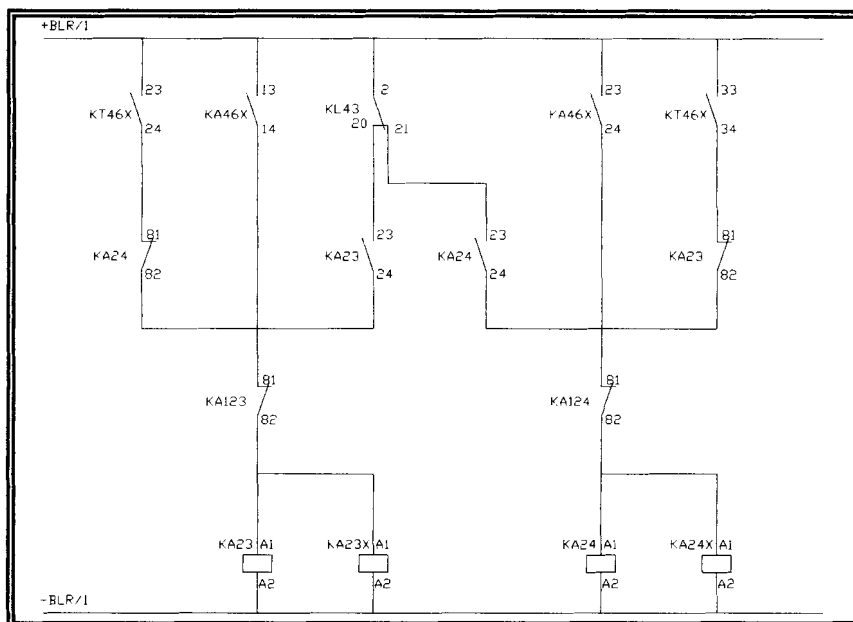 +BLR/1
23 13 2 23 33
KT46X KA46X KL43 KA46X KT46X
24 14 20 21 24 34
81 23 23 81
KA24 KA23 KA24 KA23
82 24 24 82
81 81
KA123 KA124
82 82
KA23 A1 KA23X A1 KA24 A1 KA24X A1
A2 A2 A2 A2
-BLR/1